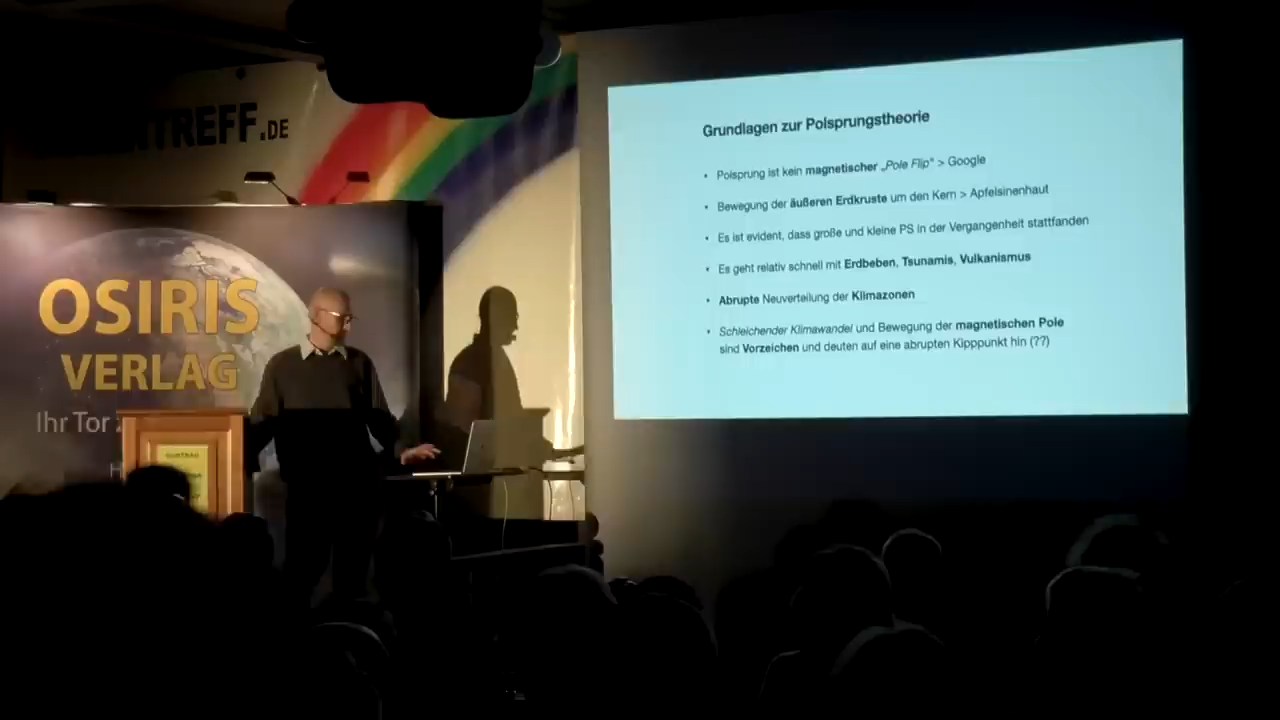 TREFF.DE
OSIRIS
VERLAG
Ihr Tor
Grundlagen zur Polsprungstheorie
• Polsprung ist kein magnetischer „Pole Flip“ > Google
• Bewegung der äußeren Erdkruste um den Kern > Apfelsinenhaut
• Es ist evident, dass große und kleine PS in der Vergangenheit stattfanden
• Es geht relativ schnell mit Erdbeben, Tsunamis, Vulkanismus
• Abrupte Neuverteilung der Klimazonen
• Schleichender Klimawandel und Bewegung der magnetischen Pole
sind Vorzeichen und deuten auf eine abrupten Kipppunkt hin (??)